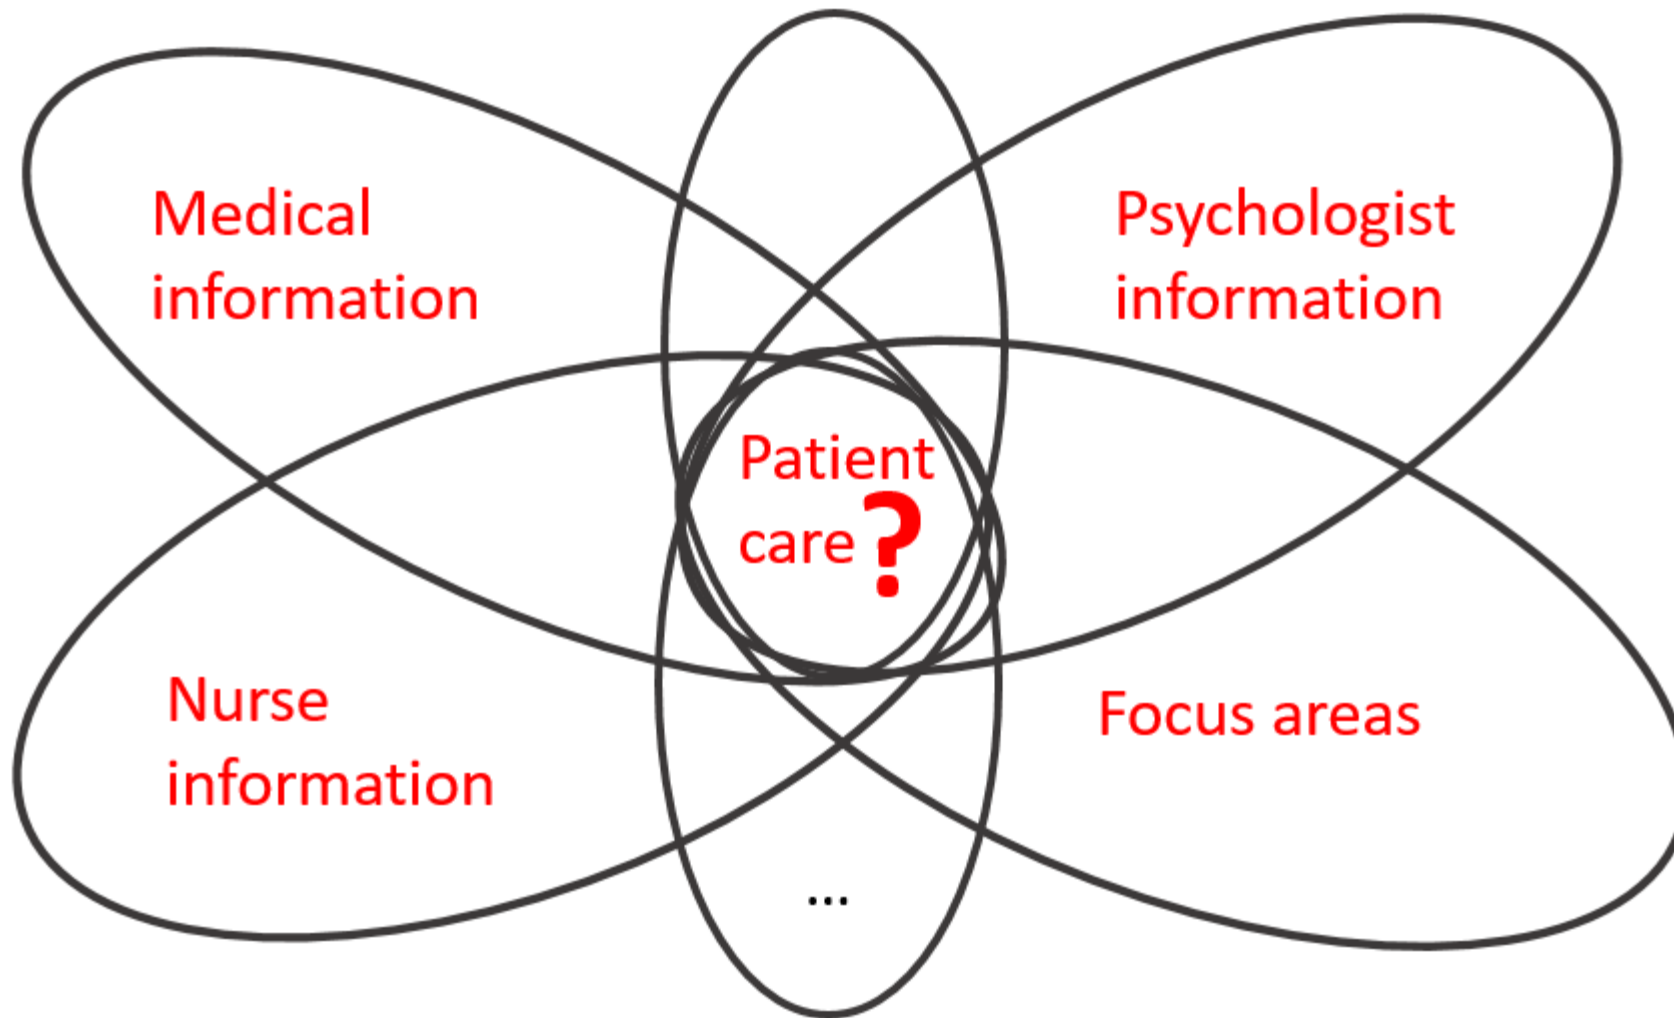 Medical
information
Psychologist
information
Patient
care?
Nurse
information
Focus areas
...